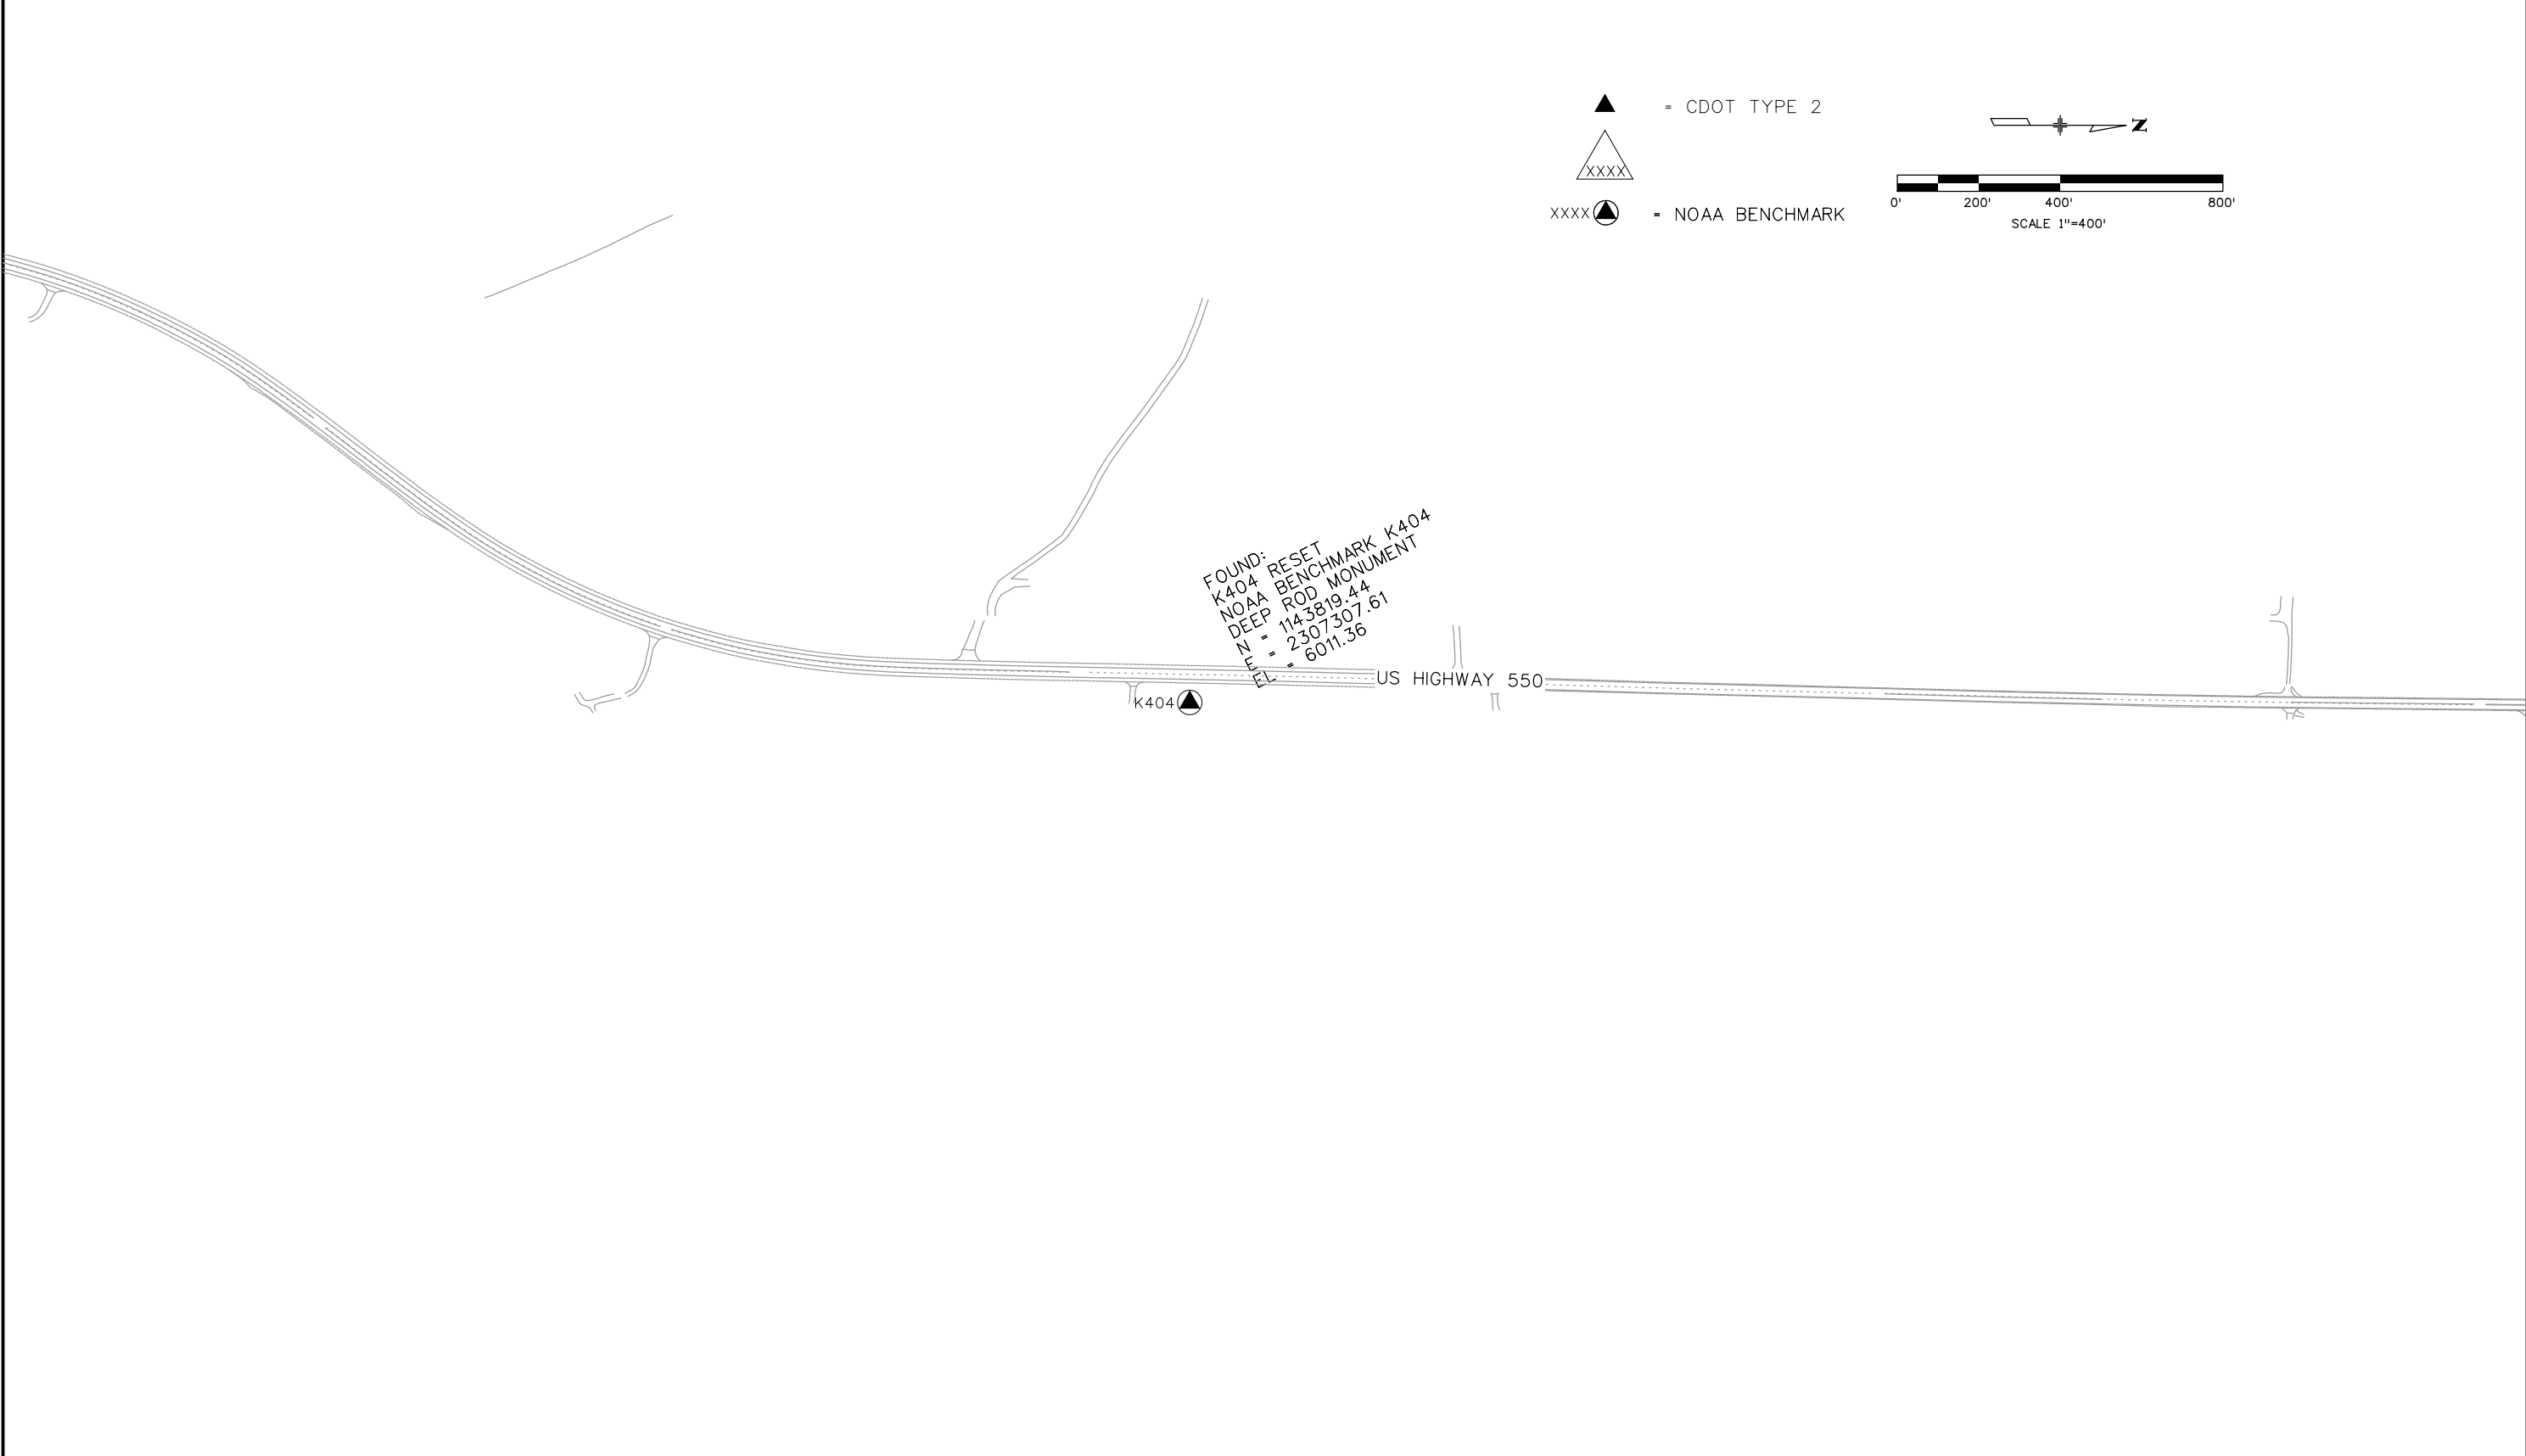 = CDOT TYPE 2
XXXX
XXXX = NOAA BENCHMARK
N
0' 200' 400' 800'
SCALE 1"=400'
FOUND:
K404 RESET
NOAA BENCHMARK K404
DEEP ROD MONUMENT
N = 1143819.44
E = 2307307.61
EL = 6011.36
US HIGHWAY 550
K404